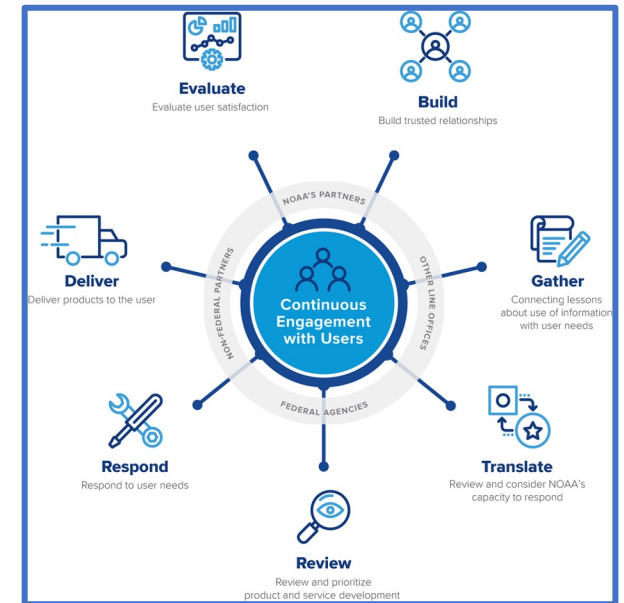 Evaluate
Evaluate user satisfaction
Build
Build trusted relationships
NOAA'S PARTNERS
Deliver
Deliver products to the user
NON-FEDERAL PARTNERS
Continuous
Engagement
with Users
OTHER LINE OFFICES
Gather
Connecting lessons
about use of information
with user needs
FEDERAL AGENCIES
Respond
Respond to user needs
Translate
Review and consider NOAA's
capacity to respond
Review
Review and prioritize
product and service development